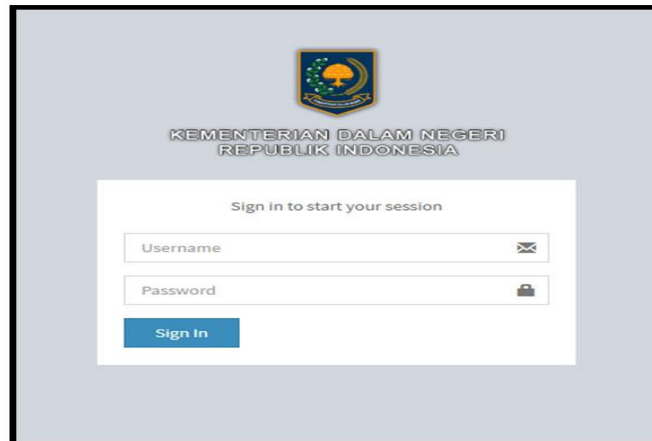 KEMENTERIAN DALAM NEGERI
REPUBLIK INDONESIA
Sign in to start your session
Username
Password
Sign In